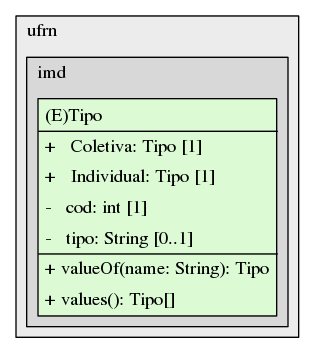 ufrn
imd
(E)Tipo
+ Coletiva: Tipo [1]
+ Individual: Tipo [1]
- cod: int [1]
- tipo: String [0..1]
+ valueOf(name: String): Tipo
+ values(): Tipo[]